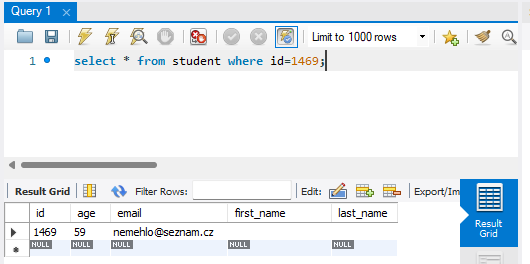 Query 1
Limit to 1000 rows
1 select * from student where id=1469;
Result Grid Filter Rows: Edit: Export/Im
id age email first_name last_name
1469 59 nemehlo@seznam.cz
NULL NULL NULL NULL NULL
Result
Grid